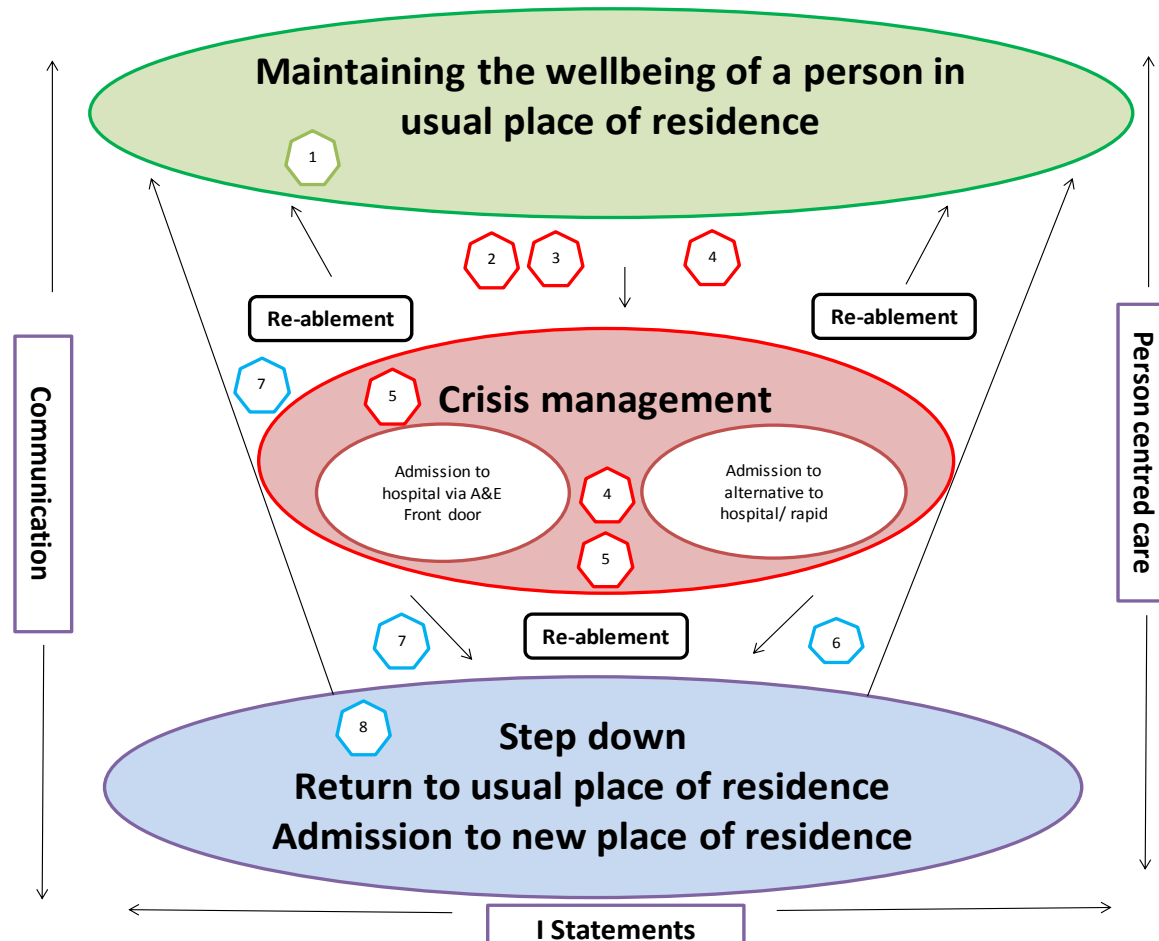 Maintaining the wellbeing of a person in
usual place of residence
1
2
3
4
Re-ablement
Re-ablement
Communication
Person centred care
7
5
Crisis management
Admission to
hospital via A&E
Front door
4
Admission to
alternative to
hospital/ rapid
5
7
Re-ablement
6
8
Step down
Return to usual place of residence
Admission to new place of residence
I Statements